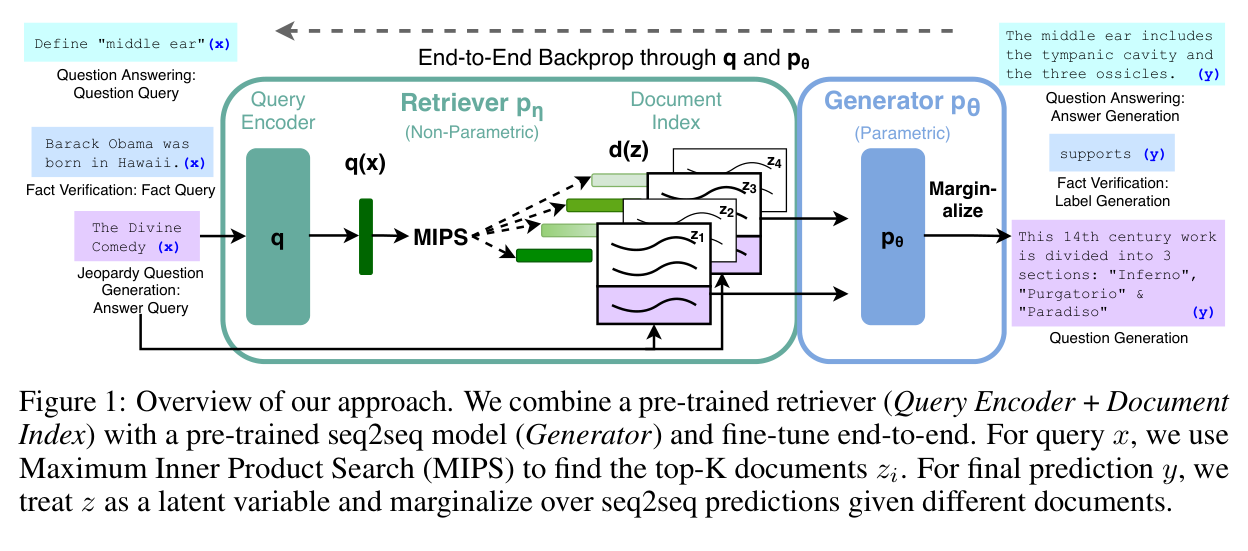 Define "middle ear" (x)
Question Answering:
Question Query
Barack Obama was
born in Hawaii. (x)
Fact Verification: Fact Query
The Divine
Comedy (x)
Jeopardy Question
Generation:
Answer Query
End-to-End Backprop through q and pθ
Query
Encoder
Retriever pη
(Non-Parametric)
Document
Index
q
q(x)
MIPS
d(z)
z4
z3
z2
z1
Generator pθ
(Parametric)
pθ
Margin-
alize
The middle ear includes
the tympanic cavity and
the three ossicles. (y)
Question Answering:
Answer Generation
supports (y)
Fact Verification:
Label Generation
This 14th century work
is divided into 3
sections: "Inferno",
"Purgatorio" &
"Paradiso" (y)
Question Generation
Figure 1: Overview of our approach. We combine a pre-trained retriever (Query Encoder + Document
Index) with a pre-trained seq2seq model (Generator) and fine-tune end-to-end. For query x, we use
Maximum Inner Product Search (MIPS) to find the top-K documents zi. For final prediction y, we
treat z as a latent variable and marginalize over seq2seq predictions given different documents.